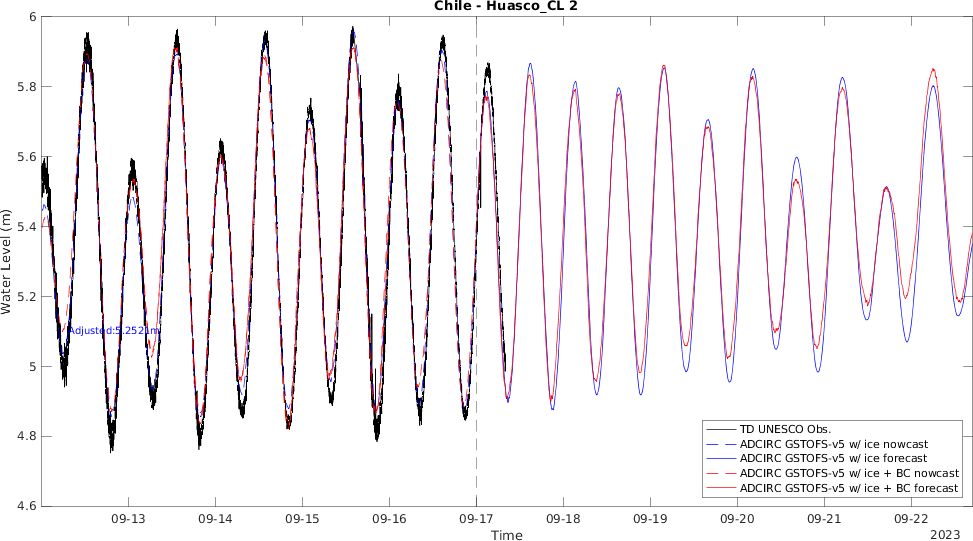 Chile - Huasco_CL 2
6
5.8
5.6
5.4
5.2
5
4.8
4.6
Water Level (m)
Adjusted:5.2521m
TD UNESCO Obs.
ADCIRC GSTOFS-v5 w/ ice nowcast
ADCIRC GSTOFS-v5 w/ ice forecast
ADCIRC GSTOFS-v5 w/ ice + BC nowcast
ADCIRC GSTOFS-v5 w/ ice + BC forecast
09-13 09-14 09-15 09-16 09-17 09-18 09-19 09-20 09-21 09-22
Time
2023